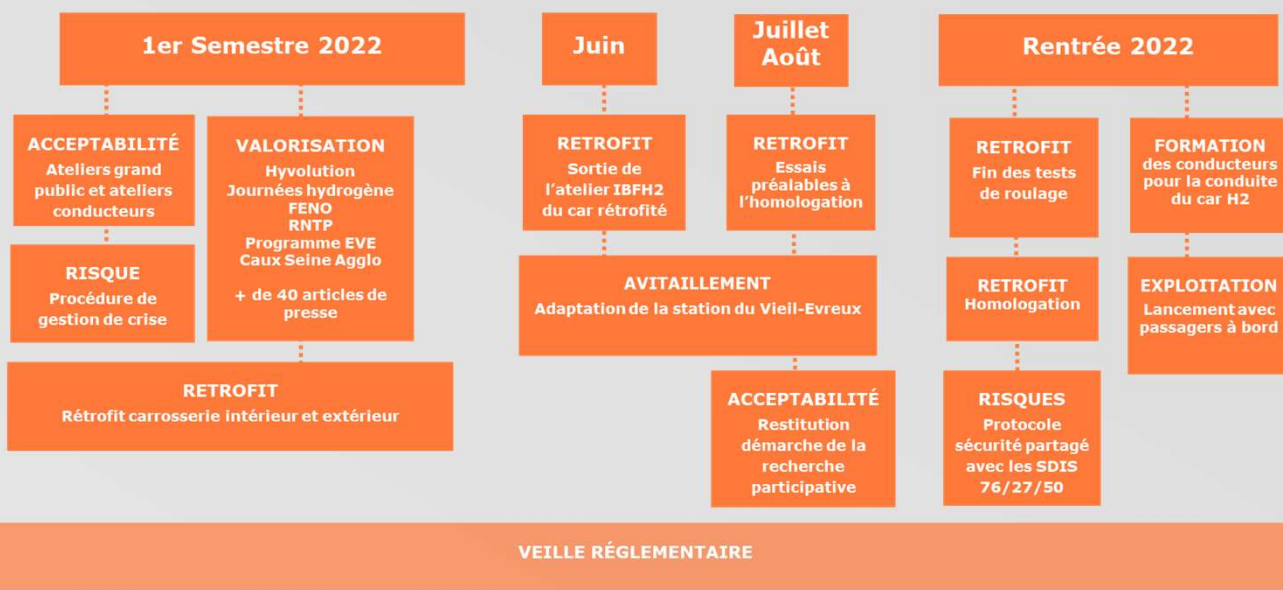 1er Semestre 2022
ACCEPTABILITÉ
Ateliers grand
public et ateliers
conducteurs
RISQUE
Procédure de
gestion de crise
VALORISATION
Hyvolution
Journées hydrogène
FENO
RNTP
Programme EVE
Caux Seine Agglo
+ de 40 articles de
presse
RETROFIT
Rétrofit carrosserie intérieur et extérieur
Juin
RETROFIT
Sortie de
l'atelier IBFH2
du car rétrofité
Juillet
Août
RETROFIT
Essais
préalables à
l'homologation
AVITAILLEMENT
Adaptation de la station du Vieil-Evreux
ACCEPTABILITÉ
Restitution
démarche de la
recherche
participative
Rentrée 2022
RETROFIT
Fin des tests
de roulage
RETROFIT
Homologation
RISQUES
Protocole
sécurité partagé
avec les SDIS
76/27/50
FORMATION
des conducteurs
pour la conduite
du car H2
EXPLOITATION
Lancement avec
passagers à bord
VEILLE RÉGLEMENTAIRE